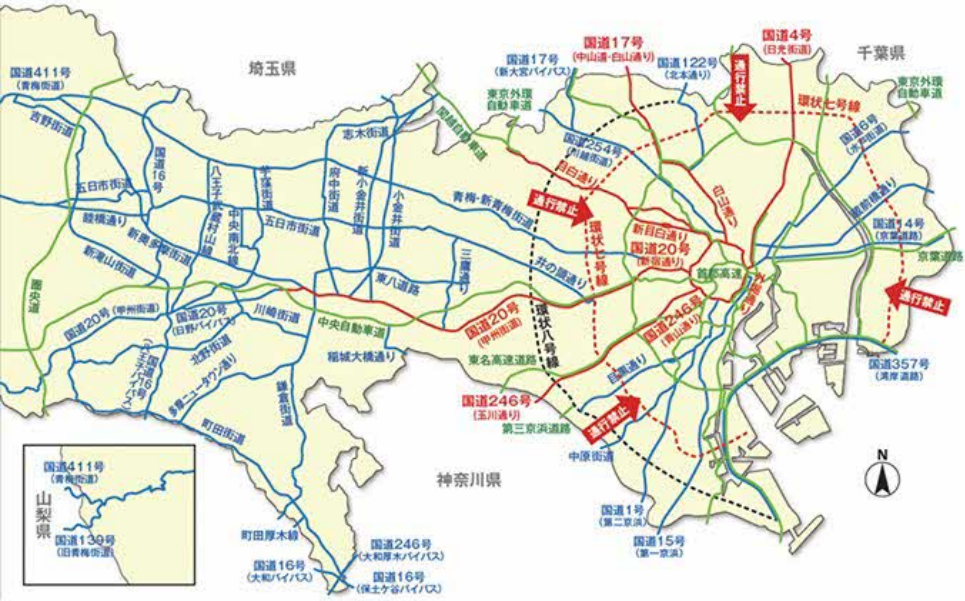 国道4号
(日光街道)
国道17号
(中山道・白山通り)
国道17号
(新大宮バイパス)
国道122号
(北本通り)
千葉県
埼玉県
国道411号
(青梅街道)
東京外環
自動車道
東京外環
自動車道
通行禁止
環状七号線
吉野街道
志木街道
関越自動車道
国道254号
(川越街道)
国道6号
(水戸街道)
国道16号
八王子武蔵村山線
芋窪街道
府中街道
新小金井街道
小金井街道
目白通り
五日市街道
青梅・新青梅街道
通行禁止
白山通り
蔵前橋通り
睦橋通り
新奥多摩街道
中央南北線
五日市街道
環状七号線
新目白通り
国道14号
(京葉道路)
新滝山街道
三鷹通り
井の頭通り
国道20号
(新宿通り)
京葉道路
東八道路
首都高速
外堀通り
圏央道
通行禁止
国道20号(甲州街道)
国道20号
(日野バイパス)
川崎街道
中央自動車道
国道20号
(甲州街道)
環状八号線
国道246号
(青山通り)
国道16号
(八王子バイパス)
北野街道
稲城大橋通り
東名高速道路
目黒通り
国道357号
(湾岸道路)
多摩ニュータウン通り
鎌倉街道
国道246号
(玉川通り)
通行禁止
町田街道
第三京浜道路
中原街道
N
国道411号
(青梅街道)
神奈川県
山梨県
国道139号
(旧青梅街道)
国道1号
(第二京浜)
町田厚木線
国道15号
(第一京浜)
国道246号
(大和厚木バイパス)
国道16号
(大和バイパス)
国道16号
(保土ケ谷バイパス)